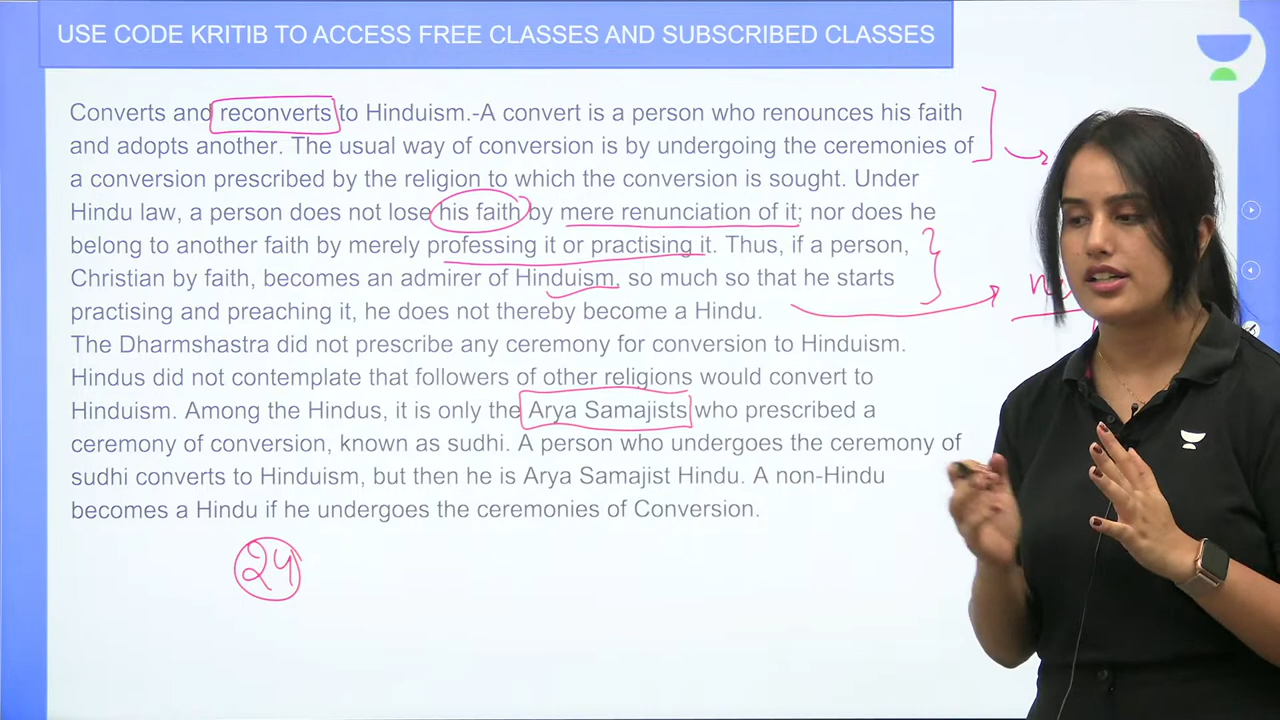 USE CODE KRITIB TO ACCESS FREE CLASSES AND SUBSCRIBED CLASSES
Converts and reconverts to Hinduism.-A convert is a person who renounces his faith
and adopts another. The usual way of conversion is by undergoing the ceremonies of
a conversion prescribed by the religion to which the conversion is sought. Under
Hindu law, a person does not lose his faith by mere renunciation of it; nor does he
belong to another faith by merely professing it or practising it. Thus, if a person,
Christian by faith, becomes an admirer of Hinduism, so much so that he starts
practising and preaching it, he does not thereby become a Hindu.
The Dharmshastra did not prescribe any ceremony for conversion to Hinduism.
Hindus did not contemplate that followers of other religions would convert to
Hinduism. Among the Hindus, it is only the Arya Samajists who prescribed a
ceremony of conversion, known as sudhi. A person who undergoes the ceremony of
sudhi converts to Hinduism, but then he is Arya Samajist Hindu. A non-Hindu
becomes a Hindu if he undergoes the ceremonies of Conversion.
24